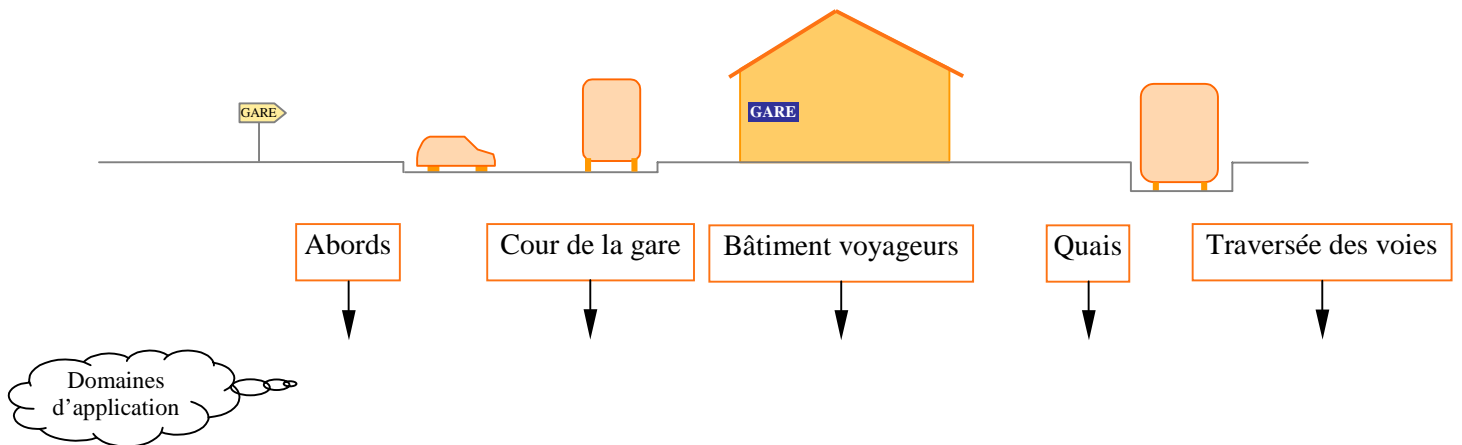 GARE
GARE
Abords
Cour de la gare
Bâtiment voyageurs
Quais
Traversée des voies
Domaines
d’application